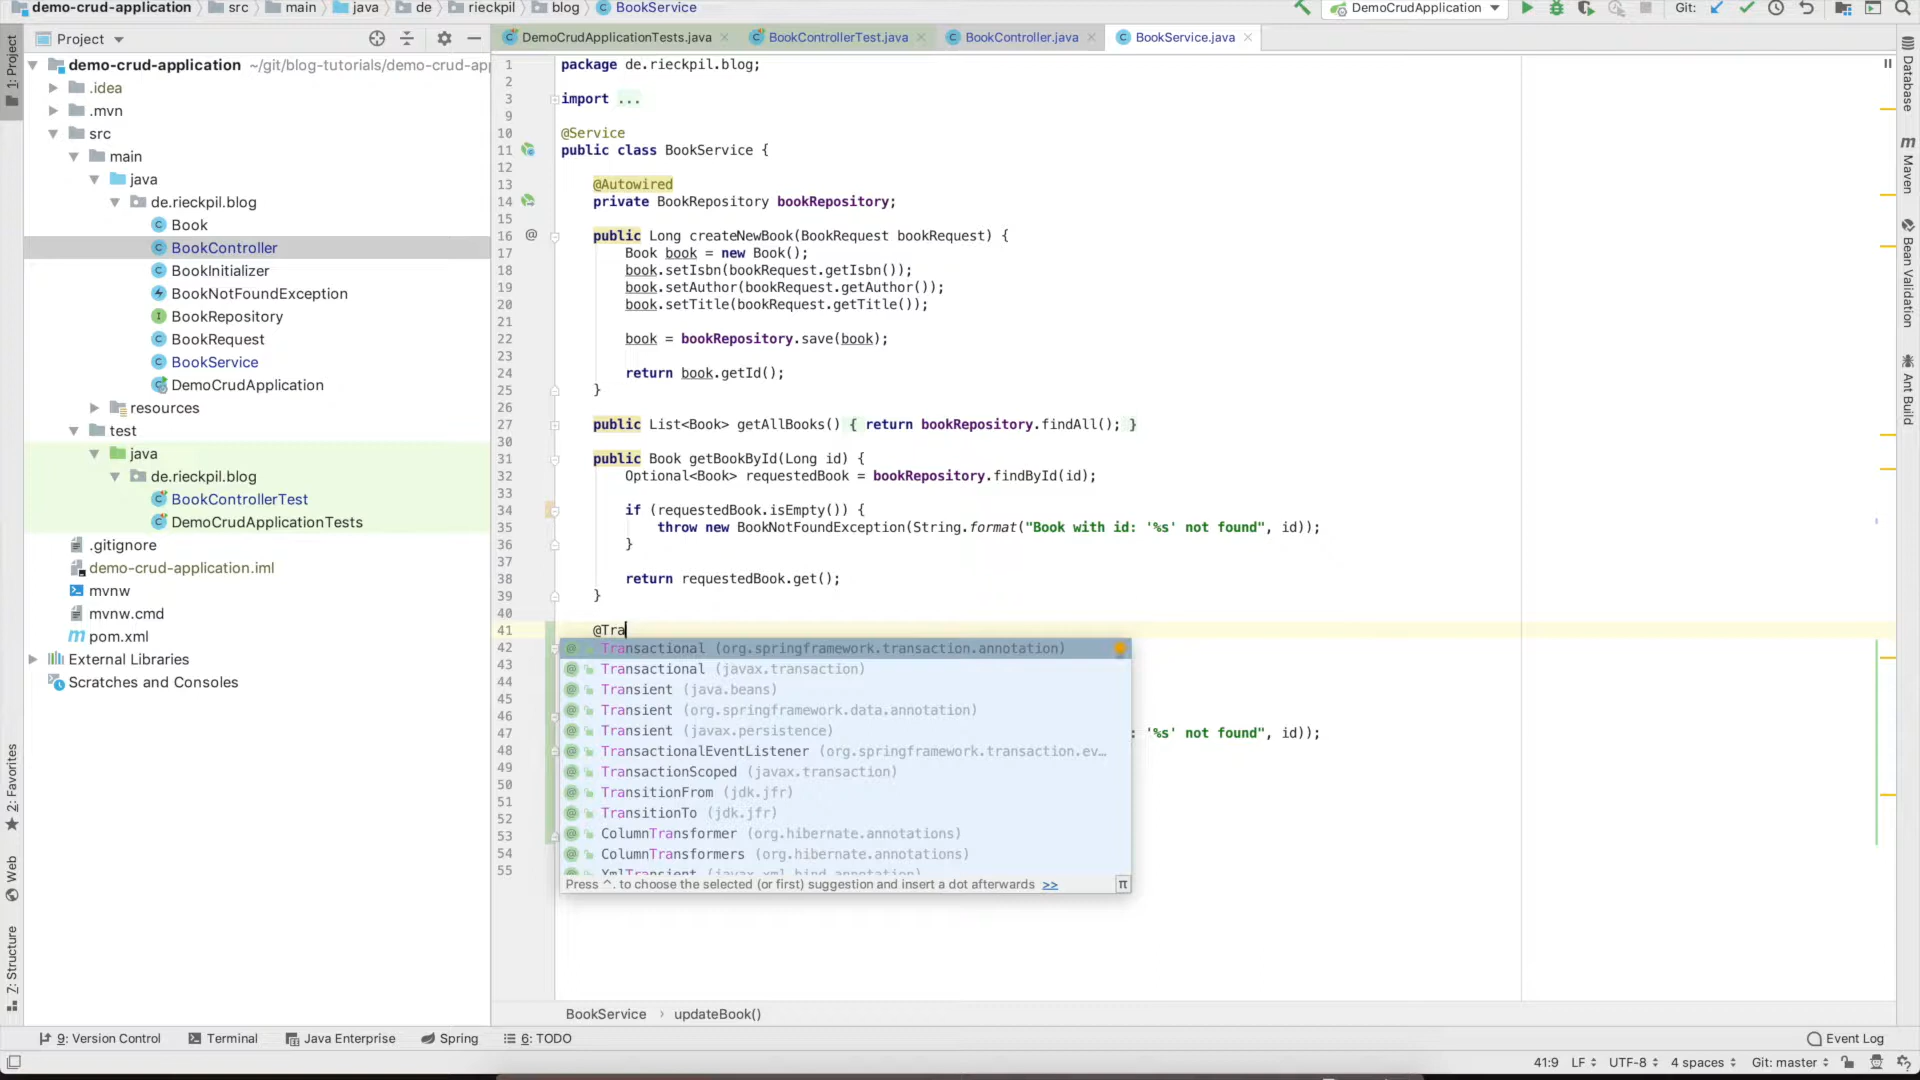 demo-crud-application
src
main
java
de
rieckpil
blog
BookService
DemoCrudApplication
Git:
1: Project
Project
DemoCrudApplicationTests.java
BookControllerTest.java
BookController.java
BookService.java
demo-crud-application ~/git/blog-tutorials/demo-crud-app
.idea
.mvn
src
main
java
de.rieckpil.blog
Book
BookController
BookInitializer
BookNotFoundException
BookRepository
BookRequest
BookService
DemoCrudApplication
resources
test
java
de.rieckpil.blog
BookControllerTest
DemoCrudApplicationTests
.gitignore
demo-crud-application.iml
mvnw
mvnw.cmd
pom.xml
External Libraries
Scratches and Consoles
2: Favorites
Web
Z: Structure
1 package de.rieckpil.blog;
2
3 import ...
9
10 @Service
11 public class BookService {
12
13 @Autowired
14 private BookRepository bookRepository;
15
16 @ public Long createNewBook(BookRequest bookRequest) {
17 Book book = new Book();
18 book.setIsbn(bookRequest.getIsbn());
19 book.setAuthor(bookRequest.getAuthor());
20 book.setTitle(bookRequest.getTitle());
21
22 book = bookRepository.save(book);
23
24 return book.getId();
25 }
26
27 public List<Book> getAllBooks() { return bookRepository.findAll(); }
30
31 public Book getBookById(Long id) {
32 Optional<Book> requestedBook = bookRepository.findById(id);
33
34 if (requestedBook.isEmpty()) {
35 throw new BookNotFoundException(String.format("Book with id: '%s' not found", id));
36 }
37
38 return requestedBook.get();
39 }
40
41 @Tra
42
43
44
45
46
47 : '%s' not found", id));
48
49
50
51
52
53
54
55
Transactional (org.springframework.transaction.annotation)
Transactional (javax.transaction)
Transient (java.beans)
Transient (org.springframework.data.annotation)
Transient (javax.persistence)
TransactionalEventListener (org.springframework.transaction.ev…
TransactionScoped (javax.transaction)
TransitionFrom (jdk.jfr)
TransitionTo (jdk.jfr)
ColumnTransformer (org.hibernate.annotations)
ColumnTransformers (org.hibernate.annotations)
XmlTransient (javax.xml.bind.annotation)
Press ^. to choose the selected (or first) suggestion and insert a dot afterwards >> π
Database
m Maven
Bean Validation
Ant Build
BookService › updateBook()
9: Version Control
Terminal
Java Enterprise
Spring
6: TODO
Event Log
41:9 LF UTF-8 4 spaces Git: master